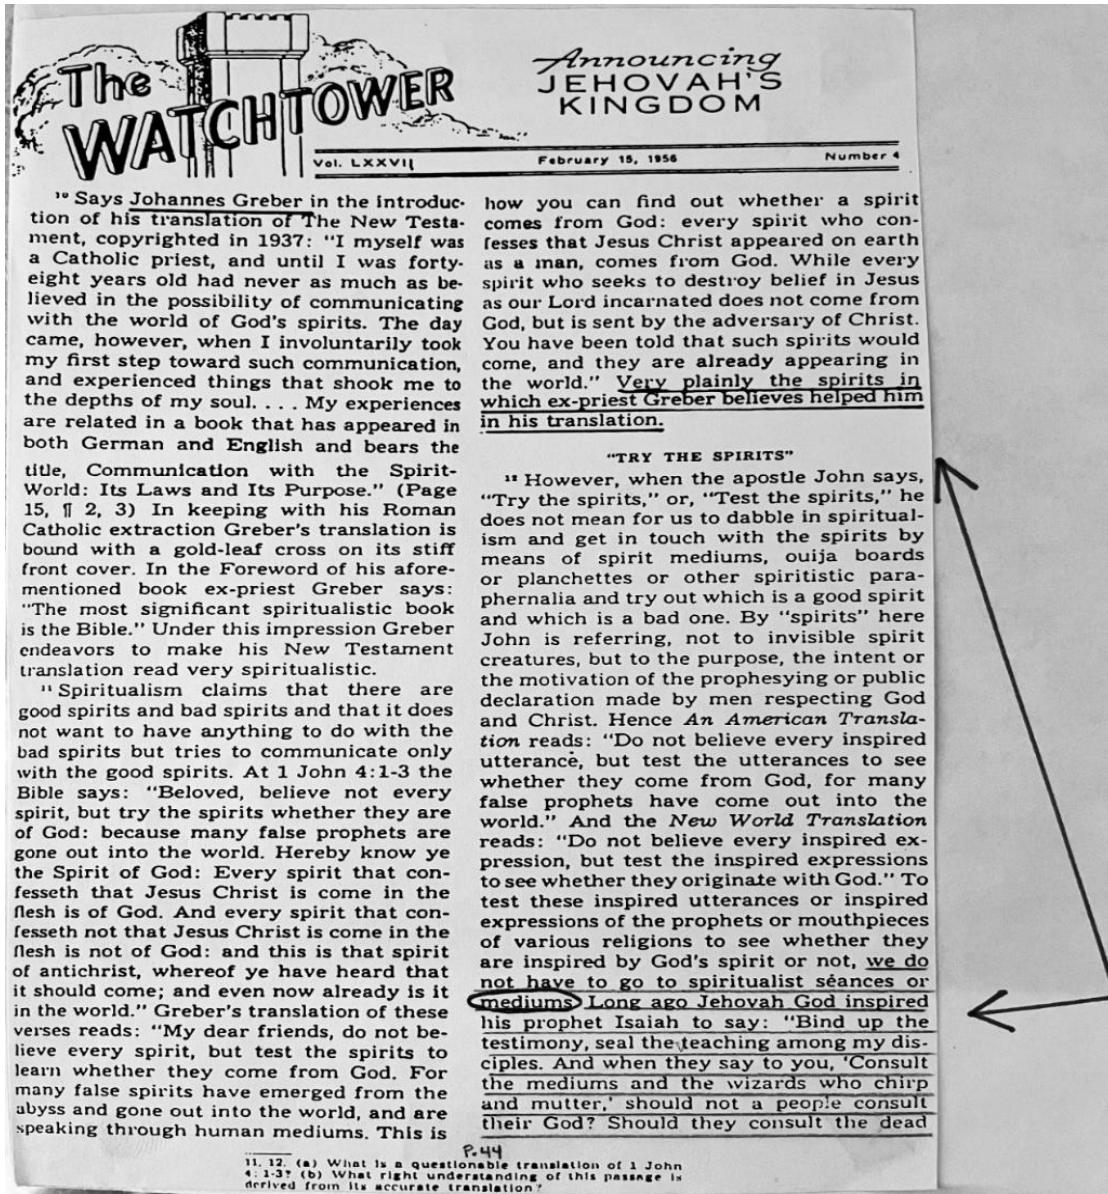 The
WATCHTOWER
Announcing
JEHOVAH'S
KINGDOM
Vol. LXXVII
February 15, 1956
Number 4
10 Says Johannes Greber in the introduc-
tion of his translation of The New Testa-
ment, copyrighted in 1937: "I myself was
a Catholic priest, and until I was forty-
eight years old had never as much as be-
lieved in the possibility of communicating
with the world of God's spirits. The day
came, however, when I involuntarily took
my first step toward such communication,
and experienced things that shook me to
the depths of my soul. . . . My experiences
are related in a book that has appeared in
both German and English and bears the
title, Communication with the Spirit-
World: Its Laws and Its Purpose." (Page
15, ¶ 2, 3) In keeping with his Roman
Catholic extraction Greber's translation is
bound with a gold-leaf cross on its stiff
front cover. In the Foreword of his afore-
mentioned book ex-priest Greber says:
"The most significant spiritualistic book
is the Bible." Under this impression Greber
endeavors to make his New Testament
translation read very spiritualistic.
11 Spiritualism claims that there are
good spirits and bad spirits and that it does
not want to have anything to do with the
bad spirits but tries to communicate only
with the good spirits. At 1 John 4:1-3 the
Bible says: "Beloved, believe not every
spirit, but try the spirits whether they are
of God: because many false prophets are
gone out into the world. Hereby know ye
the Spirit of God: Every spirit that con-
fesseth that Jesus Christ is come in the
flesh is of God. And every spirit that con-
fesseth not that Jesus Christ is come in the
flesh is not of God: and this is that spirit
of antichrist, whereof ye have heard that
it should come; and even now already is it
in the world." Greber's translation of these
verses reads: "My dear friends, do not be-
lieve every spirit, but test the spirits to
learn whether they come from God. For
many false spirits have emerged from the
abyss and gone out into the world, and are
speaking through human mediums. This is
how you can find out whether a spirit
comes from God: every spirit who con-
fesses that Jesus Christ appeared on earth
as a man, comes from God. While every
spirit who seeks to destroy belief in Jesus
as our Lord incarnated does not come from
God, but is sent by the adversary of Christ.
You have been told that such spirits would
come, and they are already appearing in
the world." Very plainly the spirits in
which ex-priest Greber believes helped him
in his translation.
"TRY THE SPIRITS"
12 However, when the apostle John says,
"Try the spirits," or, "Test the spirits," he
does not mean for us to dabble in spiritual-
ism and get in touch with the spirits by
means of spirit mediums, ouija boards
or planchettes or other spiritistic para-
phernalia and try out which is a good spirit
and which is a bad one. By "spirits" here
John is referring, not to invisible spirit
creatures, but to the purpose, the intent or
the motivation of the prophesying or public
declaration made by men respecting God
and Christ. Hence An American Transla-
tion reads: "Do not believe every inspired
utterance, but test the utterances to see
whether they come from God, for many
false prophets have come out into the
world." And the New World Translation
reads: "Do not believe every inspired ex-
pression, but test the inspired expressions
to see whether they originate with God." To
test these inspired utterances or inspired
expressions of the prophets or mouthpieces
of various religions to see whether they
are inspired by God's spirit or not, we do
not have to go to spiritualist séances or
mediums. Long ago Jehovah God inspired
his prophet Isaiah to say: "Bind up the
testimony, seal the teaching among my dis-
ciples. And when they say to you, 'Consult
the mediums and the wizards who chirp
and mutter,' should not a people consult
their God? Should they consult the dead
P.44
11. 12. (a) What is a questionable translation of 1 John
4: 1-3? (b) What right understanding of this passage is
derived from its accurate translation?